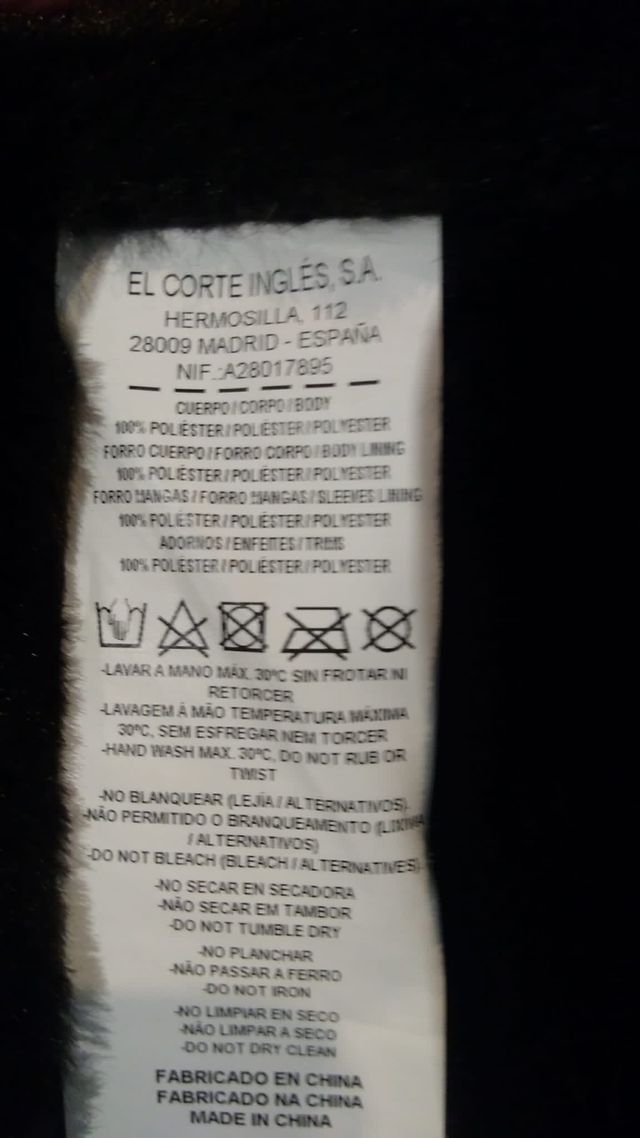 EL CORTE INGLÉS, S.A.
HERMOSILLA, 112
28009 MADRID - ESPAÑA
NIF.:A28017895
CUERPO / CORPO / BODY
100% POLIÉSTER / POLIÉSTER / POLYESTER
FORRO CUERPO / FORRO CORPO / BODY LINING
100% POLIÉSTER / POLIÉSTER / POLYESTER
FORRO MANGAS / FORRO MANGAS / SLEEVES LINING
100% POLIÉSTER / POLIÉSTER / POLYESTER
ADORNOS / ENFEITES / TRIMS
100% POLIÉSTER / POLIÉSTER / POLYESTER
-LAVAR A MANO MÁX. 30ºC SIN FROTAR NI
RETORCER
-LAVAGEM Á MÃO TEMPERATURA MÁXIMA
30ºC, SEM ESFREGAR NEM TORCER
-HAND WASH MAX. 30ºC, DO NOT RUB OR
TWIST
-NO BLANQUEAR (LEJÍA / ALTERNATIVOS)
-NÃO PERMITIDO O BRANQUEAMENTO (LIXIVIA
/ ALTERNATIVOS)
-DO NOT BLEACH (BLEACH / ALTERNATIVES)
-NO SECAR EN SECADORA
-NÃO SECAR EM TAMBOR
-DO NOT TUMBLE DRY
-NO PLANCHAR
-NÃO PASSAR A FERRO
-DO NOT IRON
-NO LIMPIAR EN SECO
-NÃO LIMPAR A SECO
-DO NOT DRY CLEAN
FABRICADO EN CHINA
FABRICADO NA CHINA
MADE IN CHINA